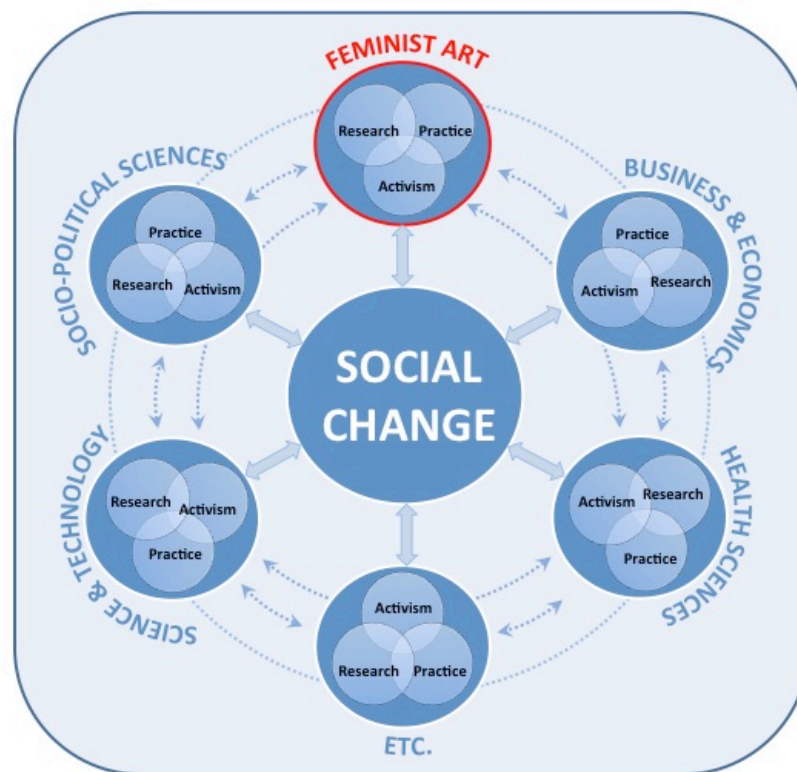 FEMINIST ART
Research
Practice
Activism
SOCIO-POLITICAL SCIENCES
Practice
Research
Activism
BUSINESS & ECONOMICS
Practice
Activism
Research
SOCIAL
CHANGE
SCIENCE & TECHNOLOGY
Research
Activism
Practice
HEALTH SCIENCES
Activism
Research
Practice
Activism
Research
Practice
ETC.